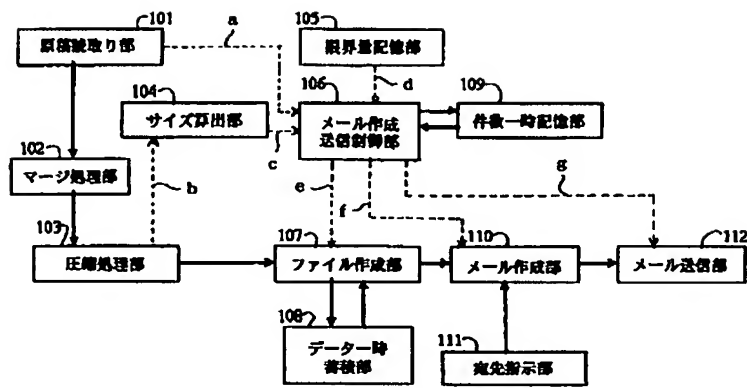 101
原稿読取り部
a
105
限界量記憶部
104
サイズ算出部
106
メール作成
送信制御部
d
109
件数一時記憶部
c
102
マージ処理部
b
e
f
g
103
圧縮処理部
107
ファイル作成部
110
メール作成部
112
メール送信部
108
データ一時
蓄積部
111
宛先指示部